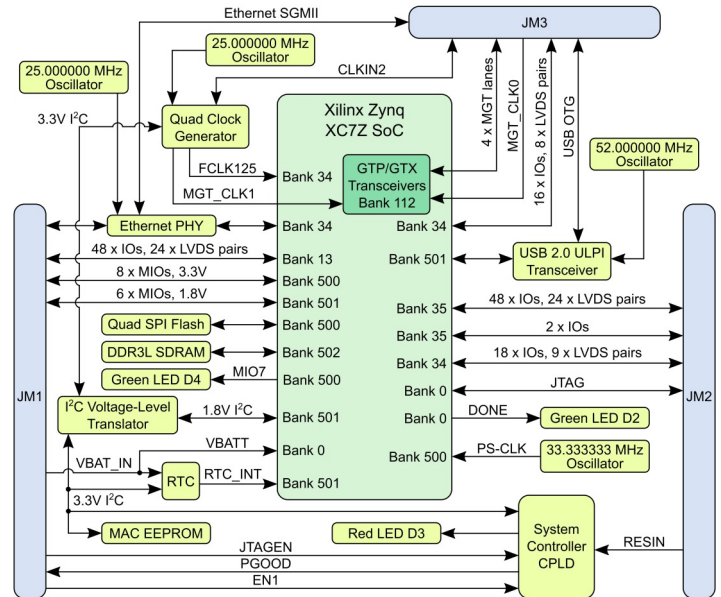 Ethernet SGMII
JM3
25.000000 MHz
Oscillator
25.000000 MHz
Oscillator
CLKIN2
3.3V I²C
Quad Clock
Generator
Xilinx Zynq
XC7Z SoC
4 x MGT lanes
MGT_CLK0
16 x IOs, 8 x LVDS pairs
USB OTG
52.000000 MHz
Oscillator
FCLK125
Bank 34
GTP/GTX
Transceivers
Bank 112
MGT_CLK1
JM1
Ethernet PHY
Bank 34
Bank 34
48 x IOs, 24 x LVDS pairs
Bank 13
Bank 501
USB 2.0 ULPI
Transceiver
8 x MIOs, 3.3V
Bank 500
6 x MIOs, 1.8V
Bank 501
Bank 35
48 x IOs, 24 x LVDS pairs
Quad SPI Flash
Bank 500
Bank 35
2 x IOs
DDR3L SDRAM
Bank 502
Bank 34
18 x IOs, 9 x LVDS pairs
Green LED D4
MIO7
Bank 500
Bank 0
JTAG
JM2
I²C Voltage-Level
Translator
1.8V I²C
Bank 501
Bank 0
DONE
Green LED D2
VBATT
Bank 0
Bank 500
PS-CLK
33.333333 MHz
Oscillator
VBAT_IN
RTC
RTC_INT
Bank 501
3.3V I²C
MAC EEPROM
Red LED D3
System
Controller
CPLD
RESIN
JTAGEN
PGOOD
EN1